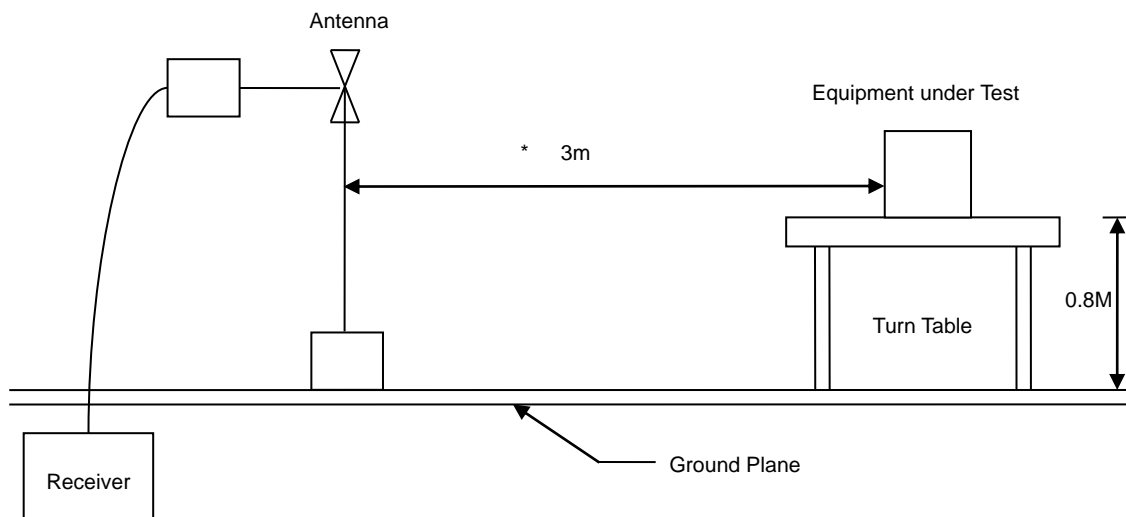 Antenna
Equipment under Test
* 3m
0.8M
Turn Table
Ground Plane
Receiver